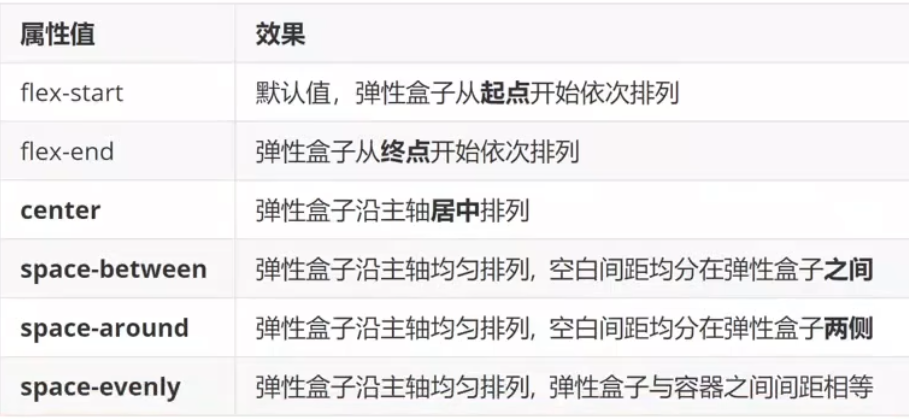 属性值 效果
flex-start 默认值，弹性盒子从起点开始依次排列
flex-end 弹性盒子从终点开始依次排列
center 弹性盒子沿主轴居中排列
space-between 弹性盒子沿主轴均匀排列, 空白间距均分在弹性盒子之间
space-around 弹性盒子沿主轴均匀排列, 空白间距均分在弹性盒子两侧
space-evenly 弹性盒子沿主轴均匀排列, 弹性盒子与容器之间间距相等